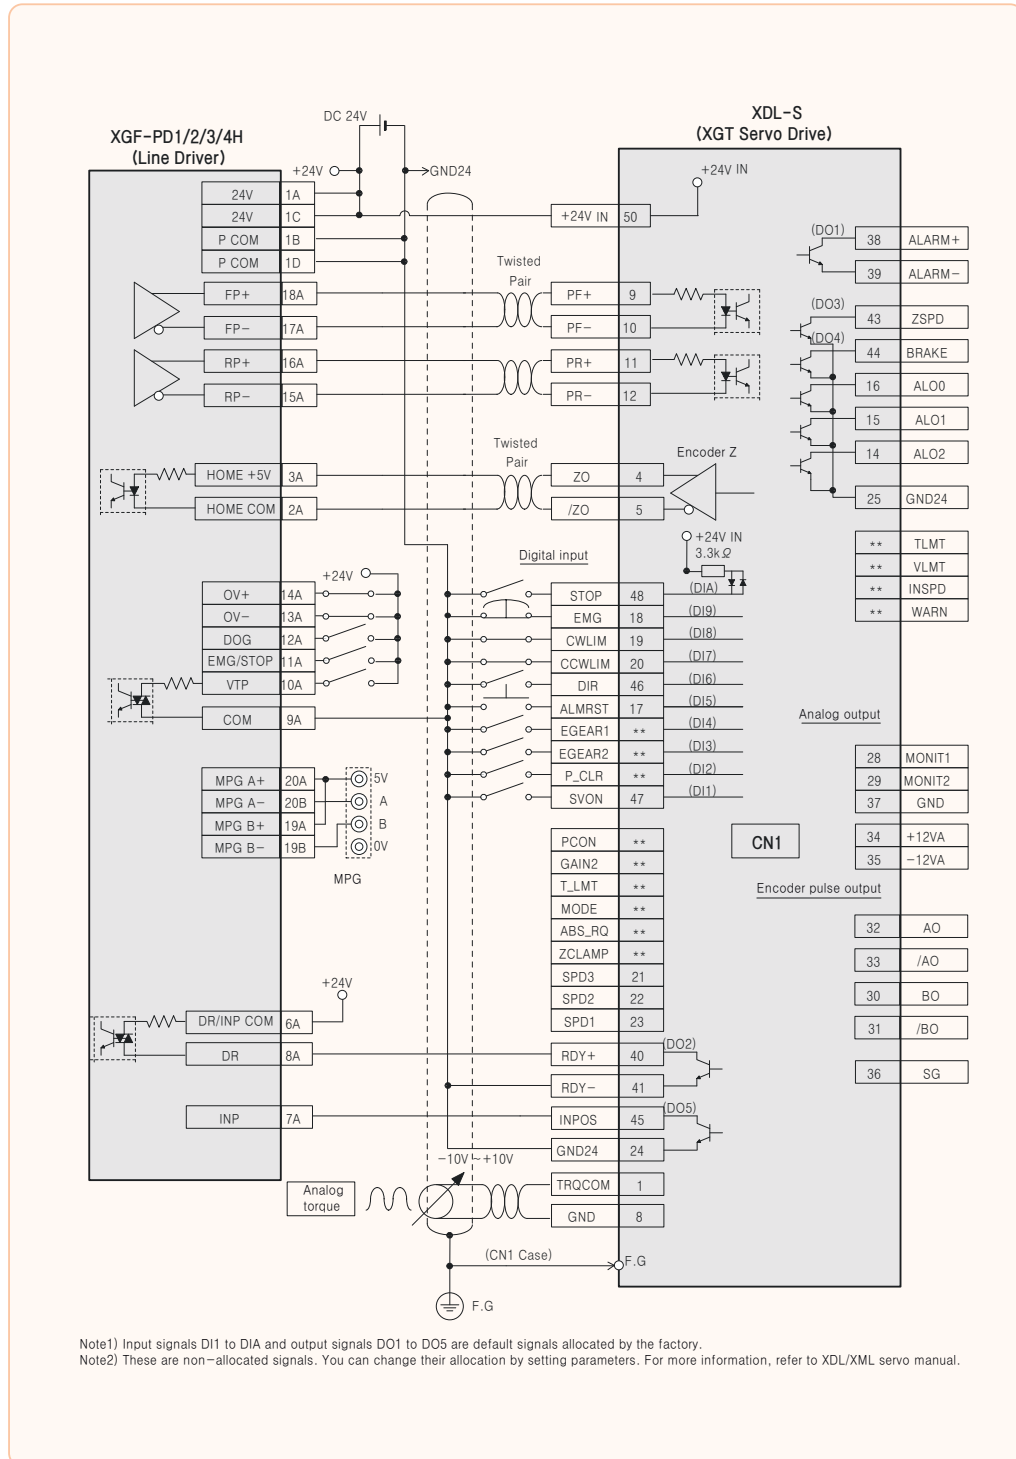 XDL-S
(XGT Servo Drive)
XGF-PD1/2/3/4H
(Line Driver)
DC 24V
+24V
GND24
24V 1A
24V 1C
P COM 1B
P COM 1D
FP+ 18A
FP- 17A
RP+ 16A
RP- 15A
HOME +5V 3A
HOME COM 2A
+24V
OV+ 14A
OV- 13A
DOG 12A
EMG/STOP 11A
VTP 10A
COM 9A
MPG A+ 20A
MPG A- 20B
MPG B+ 19A
MPG B- 19B
5V
A
B
0V
MPG
+24V
DR/INP COM 6A
DR 8A
INP 7A
Analog
torque
-10V~+10V
Twisted
Pair
Twisted
Pair
Digital input
+24V IN
+24V IN 50
PF+ 9
PF- 10
PR+ 11
PR- 12
ZO 4
/ZO 5
Encoder Z
+24V IN
3.3kΩ
STOP 48 (DIA)
EMG 18 (DI9)
CWLIM 19 (DI8)
CCWLIM 20 (DI7)
DIR 46 (DI6)
ALMRST 17 (DI5)
EGEAR1 ** (DI4)
EGEAR2 ** (DI3)
P_CLR ** (DI2)
SVON 47 (DI1)
PCON **
GAIN2 **
T_LMT **
MODE **
ABS_RQ **
ZCLAMP **
SPD3 21
SPD2 22
SPD1 23
RDY+ 40 (DO2)
RDY- 41
INPOS 45 (DO5)
GND24 24
TRQCOM 1
GND 8
(CN1 Case)
F.G
F.G
(DO1)
38 ALARM+
39 ALARM-
(DO3)
43 ZSPD
(DO4)
44 BRAKE
16 ALO0
15 ALO1
14 ALO2
25 GND24
** TLMT
** VLMT
** INSPD
** WARN
Analog output
28 MONIT1
29 MONIT2
37 GND
34 +12VA
35 -12VA
CN1
Encoder pulse output
32 AO
33 /AO
30 BO
31 /BO
36 SG
Note1) Input signals DI1 to DIA and output signals DO1 to DO5 are default signals allocated by the factory.
Note2) These are non-allocated signals. You can change their allocation by setting parameters. For more information, refer to XDL/XML servo manual.